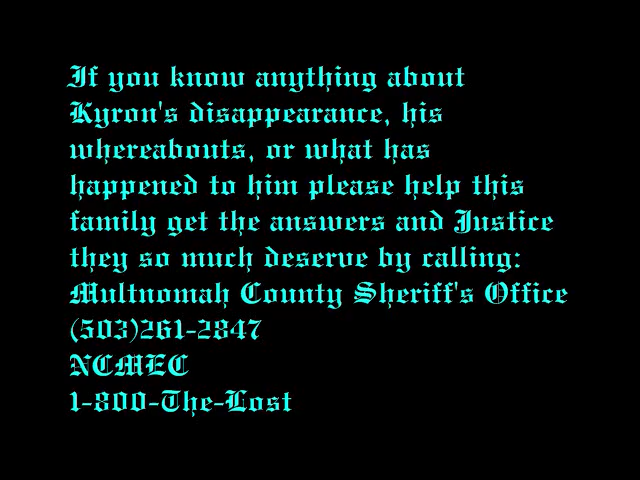 If you know anything about
Kyron's disappearance, his
whereabouts, or what has
happened to him please help this
family get the answers and Justice
they so much deserve by calling:
Multnomah County Sheriff's Office
(503)261-2847
NCMEC
1-800-The-Lost